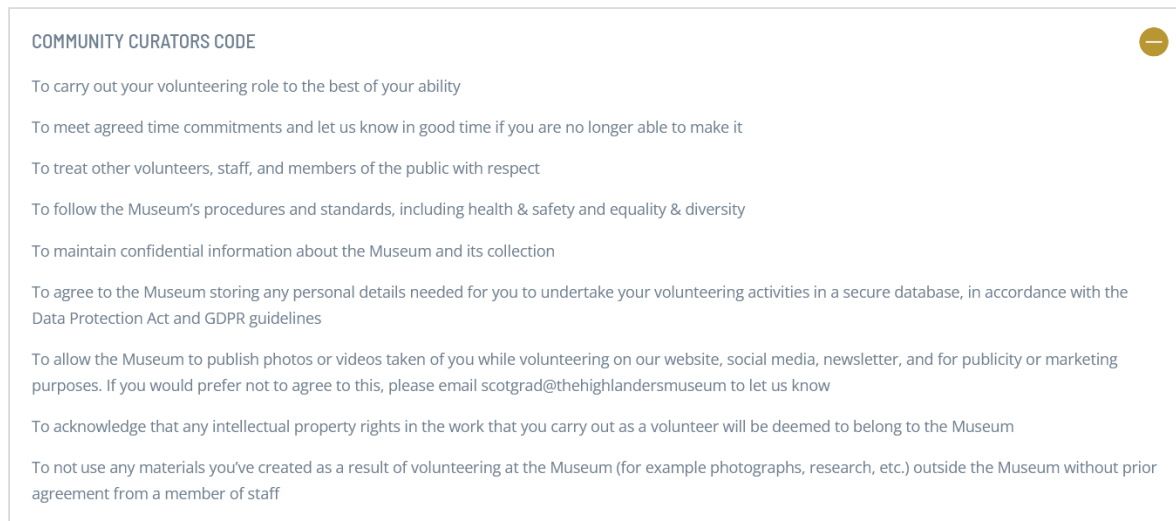 COMMUNITY CURATORS CODE
To carry out your volunteering role to the best of your ability
To meet agreed time commitments and let us know in good time if you are no longer able to make it
To treat other volunteers, staff, and members of the public with respect
To follow the Museum’s procedures and standards, including health & safety and equality & diversity
To maintain confidential information about the Museum and its collection
To agree to the Museum storing any personal details needed for you to undertake your volunteering activities in a secure database, in accordance with the
Data Protection Act and GDPR guidelines
To allow the Museum to publish photos or videos taken of you while volunteering on our website, social media, newsletter, and for publicity or marketing
purposes. If you would prefer not to agree to this, please email scotgrad@thehighlandersmuseum to let us know
To acknowledge that any intellectual property rights in the work that you carry out as a volunteer will be deemed to belong to the Museum
To not use any materials you’ve created as a result of volunteering at the Museum (for example photographs, research, etc.) outside the Museum without prior
agreement from a member of staff